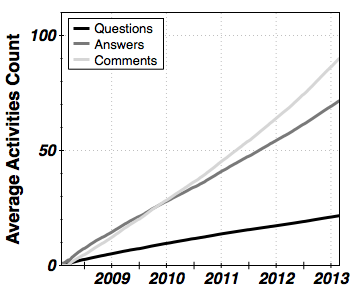 Average Activities Count
100
50
0
Questions
Answers
Comments
2009 2010 2011 2012 2013